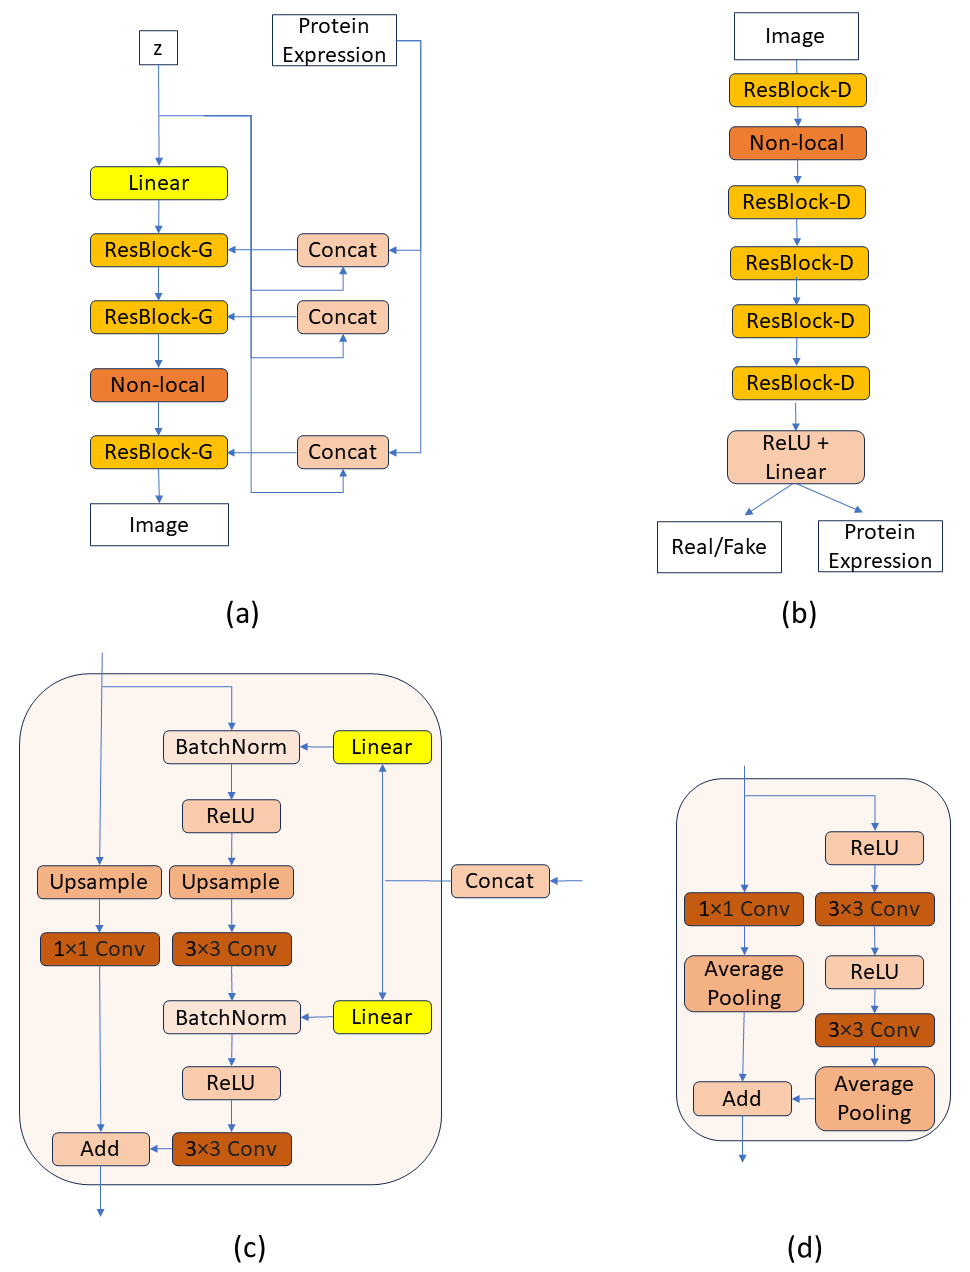 z
Protein
Expression
Linear
ResBlock-G
Concat
ResBlock-G
Concat
Non-local
ResBlock-G
Concat
Image
(a)
Image
ResBlock-D
Non-local
ResBlock-D
ResBlock-D
ResBlock-D
ResBlock-D
ReLU +
Linear
Real/Fake
Protein
Expression
(b)
BatchNorm
Linear
ReLU
Upsample
Upsample
Concat
1×1 Conv
3×3 Conv
BatchNorm
Linear
ReLU
Add
3×3 Conv
(c)
ReLU
1×1 Conv
3×3 Conv
Average
Pooling
ReLU
3×3 Conv
Add
Average
Pooling
(d)